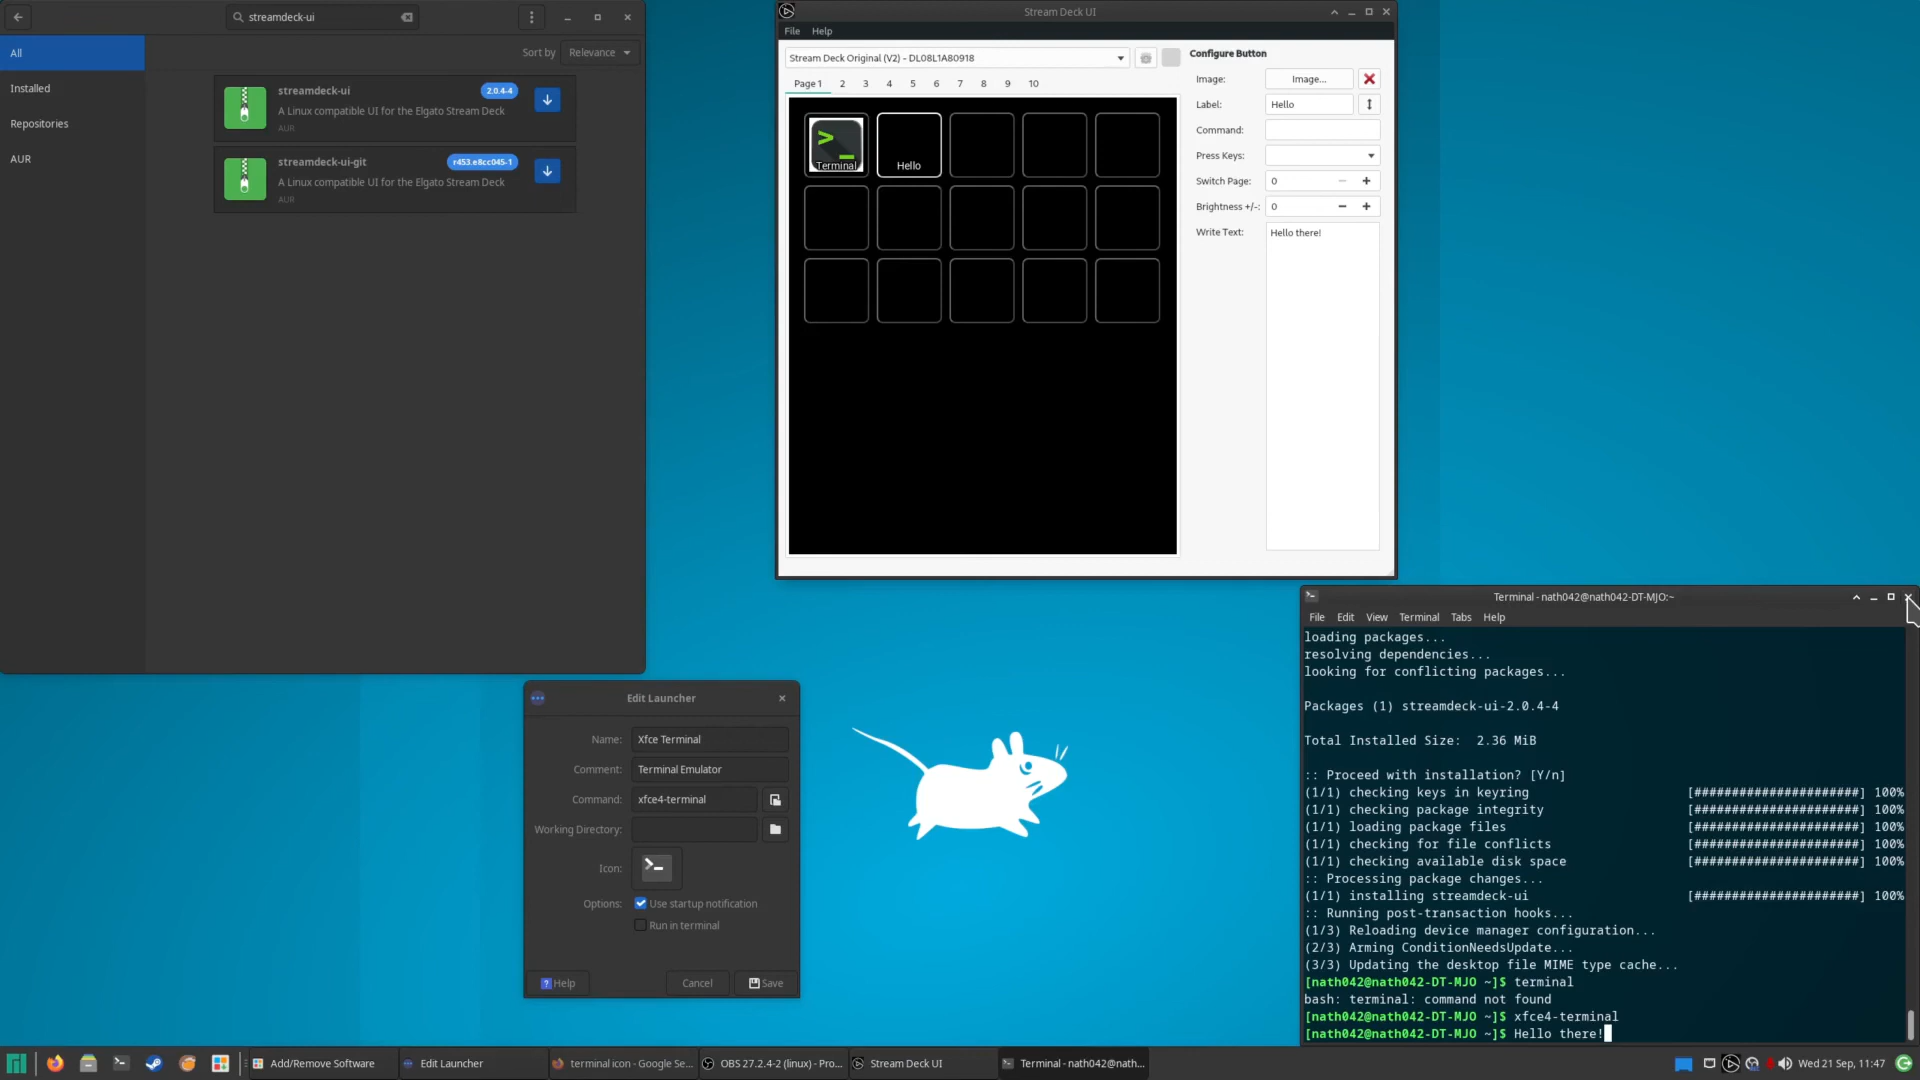 streamdeck-ui
All
Installed
Repositories
AUR
Sort by
Relevance
streamdeck-ui
2.0.4-4
A Linux compatible UI for the Elgato Stream Deck
AUR
streamdeck-ui-git
r453.e8cc045-1
A Linux compatible UI for the Elgato Stream Deck
AUR
Stream Deck UI
File Help
Stream Deck Original (V2) - DL08L1A80918
Page 1 2 3 4 5 6 7 8 9 10
Terminal
Hello
Configure Button
Image: Image...
Label: Hello
Command:
Press Keys:
Switch Page: 0
Brightness +/-: 0
Write Text: Hello there!
Edit Launcher
Name: Xfce Terminal
Comment: Terminal Emulator
Command: xfce4-terminal
Working Directory:
Icon:
Options: Use startup notification
Run in terminal
Help
Cancel
Save
Terminal - nath042@nath042-DT-MJO:~
File Edit View Terminal Tabs Help
loading packages...
resolving dependencies...
looking for conflicting packages...
Packages (1) streamdeck-ui-2.0.4-4
Total Installed Size:  2.36 MiB
:: Proceed with installation? [Y/n]
(1/1) checking keys in keyring [######################] 100%
(1/1) checking package integrity [######################] 100%
(1/1) loading package files [######################] 100%
(1/1) checking for file conflicts [######################] 100%
(1/1) checking available disk space [######################] 100%
:: Processing package changes...
(1/1) installing streamdeck-ui [######################] 100%
:: Running post-transaction hooks...
(1/3) Reloading device manager configuration...
(2/3) Arming ConditionNeedsUpdate...
(3/3) Updating the desktop file MIME type cache...
[nath042@nath042-DT-MJO ~]$ terminal
bash: terminal: command not found
[nath042@nath042-DT-MJO ~]$ xfce4-terminal
[nath042@nath042-DT-MJO ~]$ Hello there!
Add/Remove Software
Edit Launcher
terminal icon - Google Se...
OBS 27.2.4-2 (linux) - Pro...
Stream Deck UI
Terminal - nath042@nath...
Wed 21 Sep, 11:47